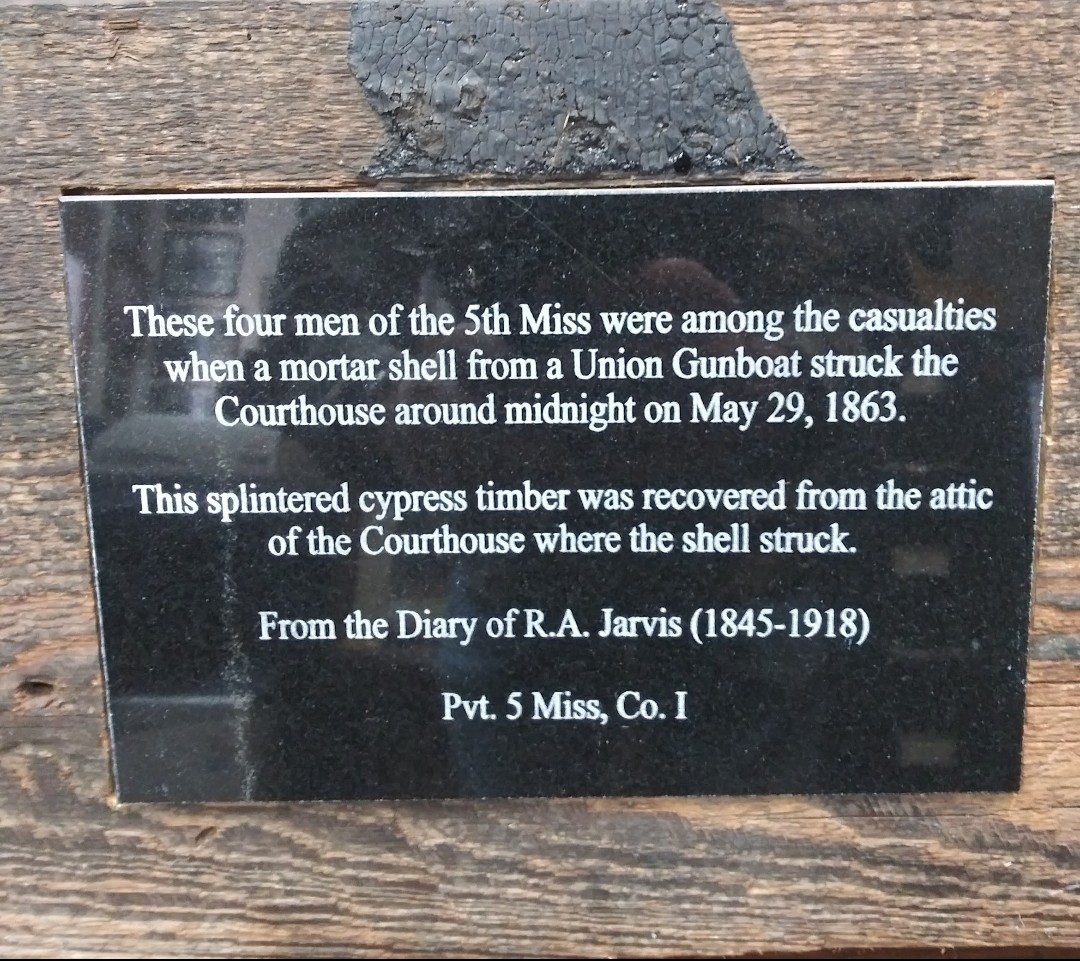 These four men of the 5th Miss were among the casualties
when a mortar shell from a Union Gunboat struck the
Courthouse around midnight on May 29, 1863.
This splintered cypress timber was recovered from the attic
of the Courthouse where the shell struck.
From the Diary of R.A. Jarvis (1845-1918)
Pvt. 5 Miss, Co. I